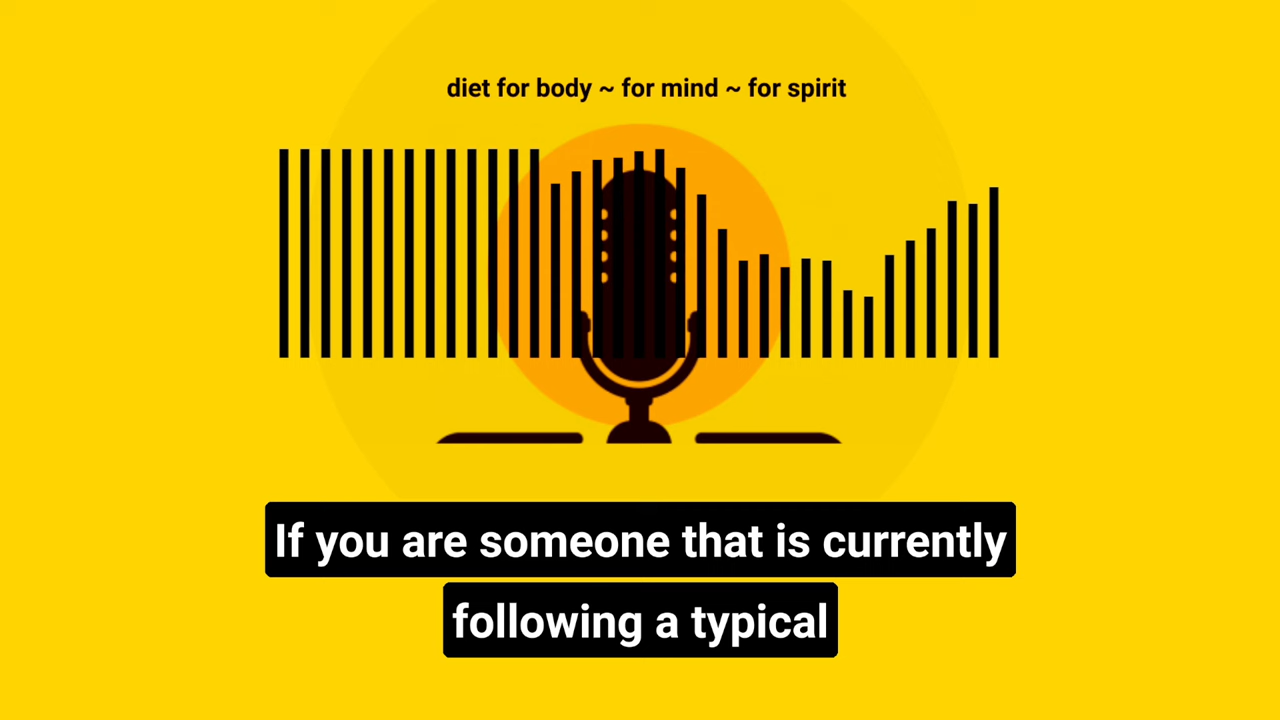 diet for body ~ for mind ~ for spirit
If you are someone that is currently
following a typical